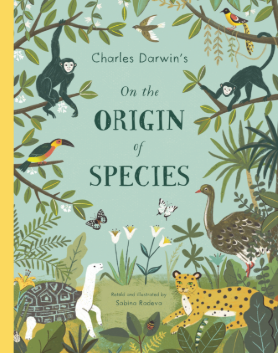 Charles Darwin's
On the
ORIGIN
of
SPECIES
Retold and illustrated by
Sabina Radeva